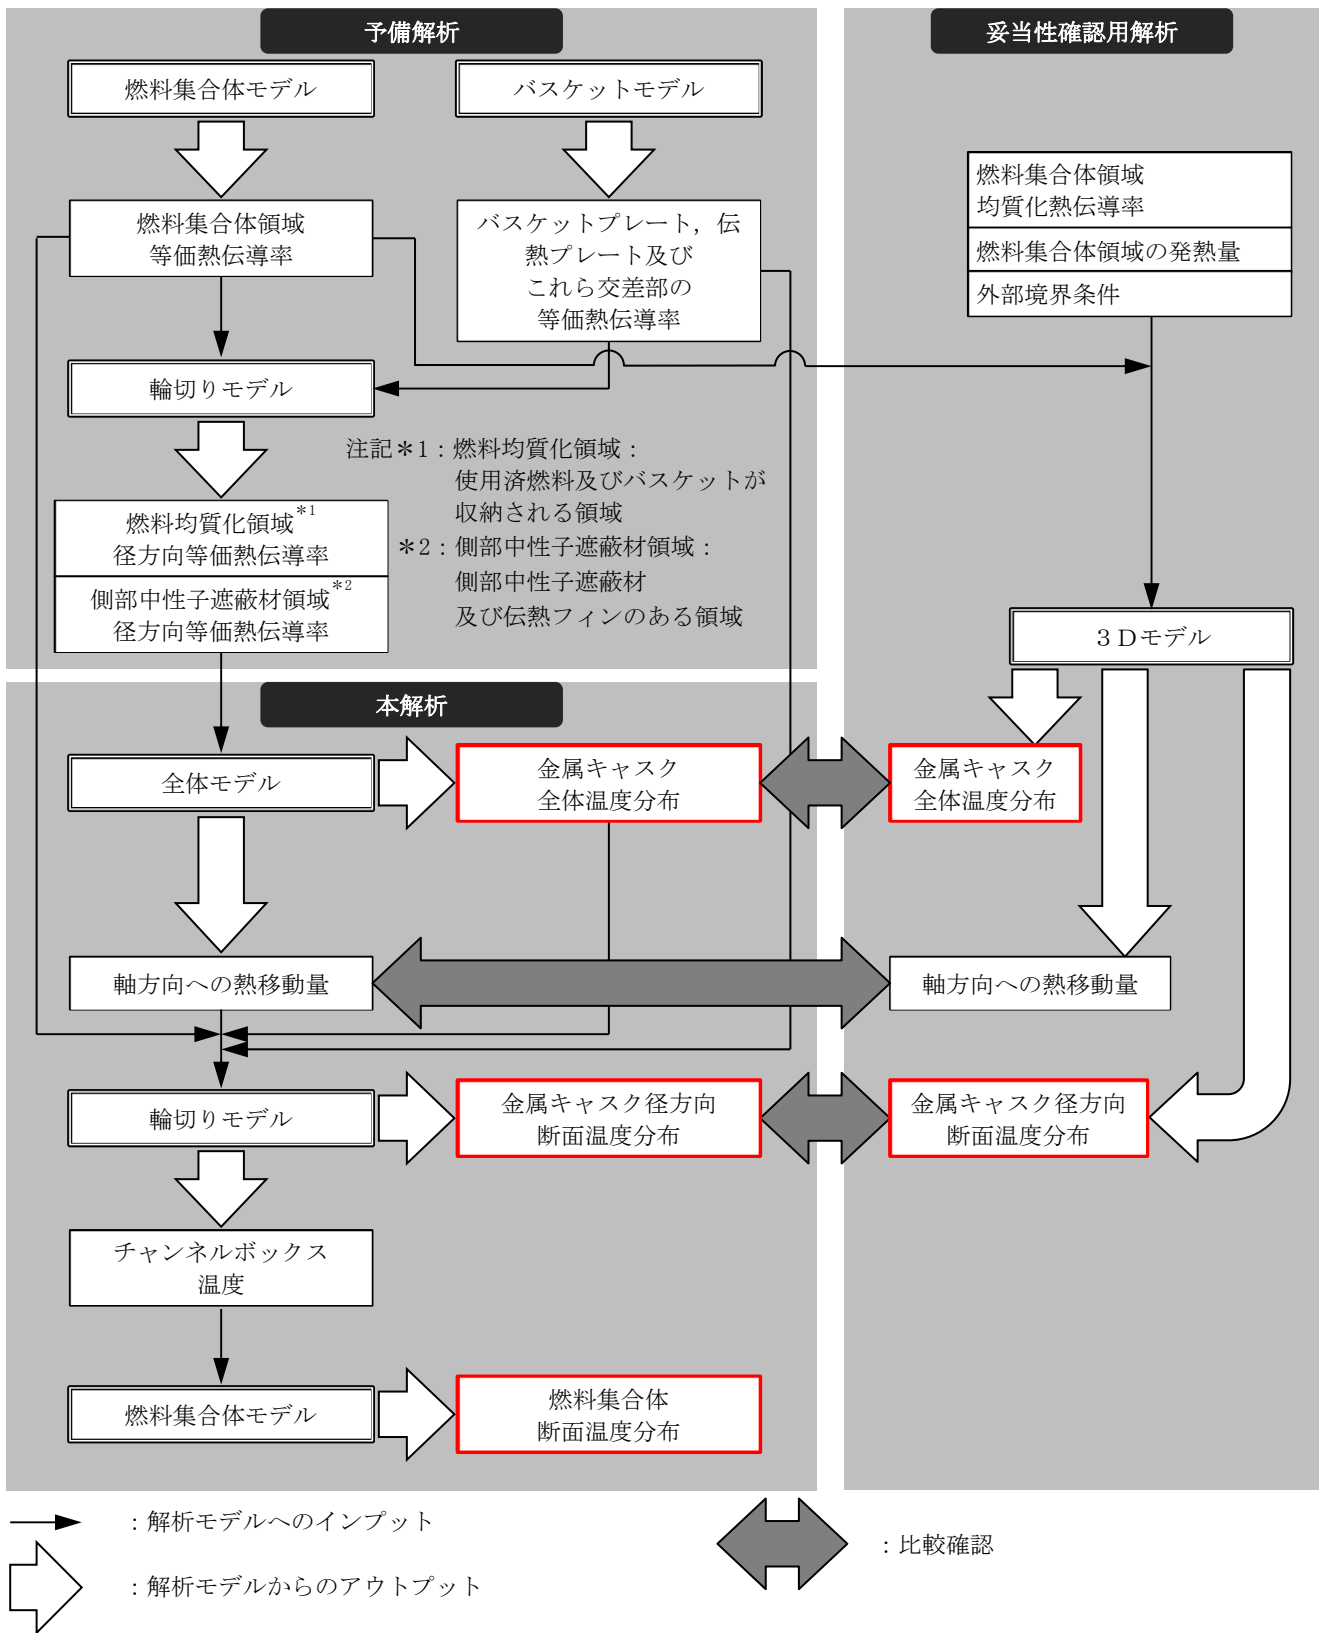 予備解析
燃料集合体モデル
バスケットモデル
燃料集合体領域
等価熱伝導率
バスケットプレート，伝
熱プレート及び
これら交差部の
等価熱伝導率
輪切りモデル
注記＊1：燃料均質化領域：
使用済燃料及びバスケットが
収納される領域
＊2：側部中性子遮蔽材領域：
側部中性子遮蔽材
及び伝熱フィンのある領域
燃料均質化領域＊1
径方向等価熱伝導率
側部中性子遮蔽材領域＊2
径方向等価熱伝導率
妥当性確認用解析
燃料集合体領域
均質化熱伝導率
燃料集合体領域の発熱量
外部境界条件
３Ｄモデル
本解析
全体モデル
金属キャスク
全体温度分布
金属キャスク
全体温度分布
軸方向への熱移動量
軸方向への熱移動量
輪切りモデル
金属キャスク径方向
断面温度分布
金属キャスク径方向
断面温度分布
チャンネルボックス
温度
燃料集合体モデル
燃料集合体
断面温度分布
：解析モデルへのインプット
：解析モデルからのアウトプット
：比較確認